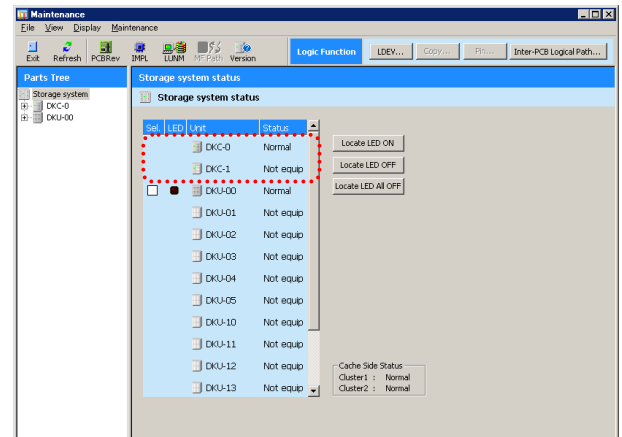 Maintenance
File View Display Maintenance
Exit Refresh PCBRev IMPL LUNM MF Path Version Logic Function LDEV... Copy... Pin... Inter-PCB Logical Path...
Parts Tree
Storage system
DKC-0
DKU-00
Storage system status
Storage system status
Sel. LED Unit Status
DKC-0 Normal
DKC-1 Not equip
DKU-00 Normal
DKU-01 Not equip
DKU-02 Not equip
DKU-03 Not equip
DKU-04 Not equip
DKU-05 Not equip
DKU-10 Not equip
DKU-11 Not equip
DKU-12 Not equip
DKU-13 Not equip
Locate LED ON
Locate LED OFF
Locate LED All OFF
Cache Side Status
Cluster1 : Normal
Cluster2 : Normal